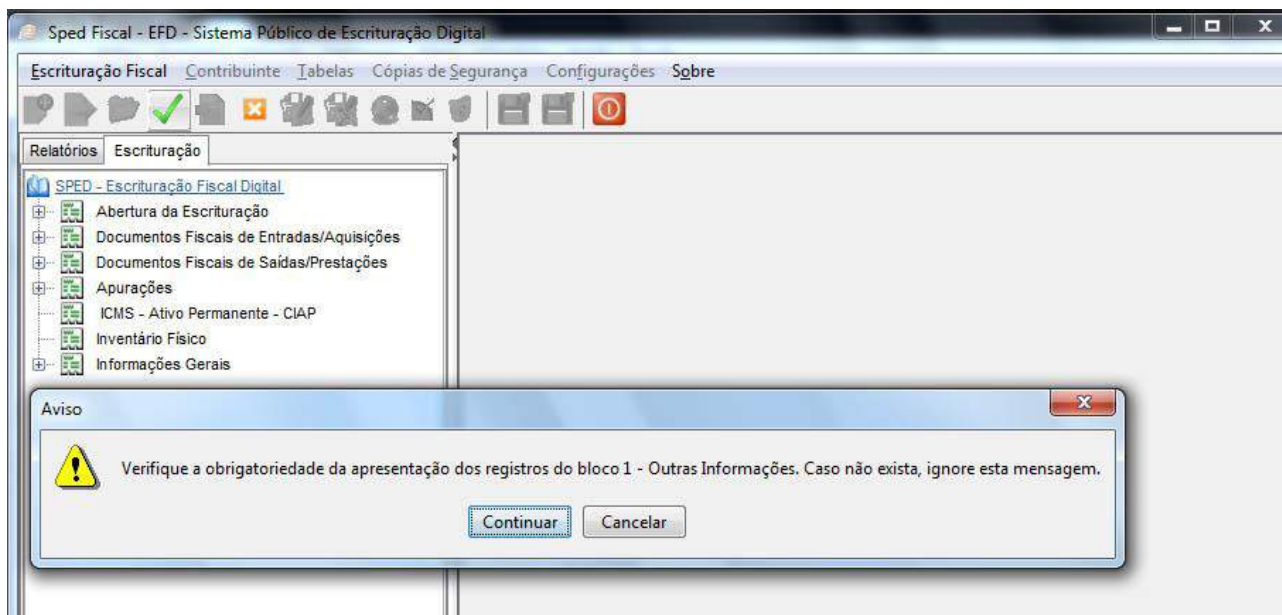 Sped Fiscal - EFD - Sistema Público de Escrituração Digital
Escrituração Fiscal Contribuinte Tabelas Cópias de Segurança Configurações Sobre
Relatórios Escrituração
SPED - Escrituração Fiscal Digital
Abertura da Escrituração
Documentos Fiscais de Entradas/Aquisições
Documentos Fiscais de Saídas/Prestações
Apurações
ICMS - Ativo Permanente - CIAP
Inventário Físico
Informações Gerais
Aviso
Verifique a obrigatoriedade da apresentação dos registros do bloco 1 - Outras Informações. Caso não exista, ignore esta mensagem.
Continuar Cancelar